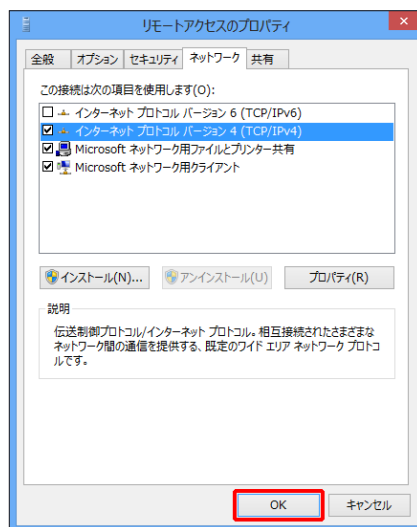 リモートアクセスのプロパティ
全般 オプション セキュリティ ネットワーク 共有
この接続は次の項目を使用します(O):
インターネット プロトコル バージョン 6 (TCP/IPv6)
インターネット プロトコル バージョン 4 (TCP/IPv4)
Microsoft ネットワーク用ファイルとプリンター共有
Microsoft ネットワーク用クライアント
インストール(N)... アンインストール(U) プロパティ(R)
説明
伝送制御プロトコル/インターネット プロトコル。相互接続されたさまざまな
ネットワーク間の通信を提供する、既定のワイド エリア ネットワーク プロトコ
ルです。
OK キャンセル